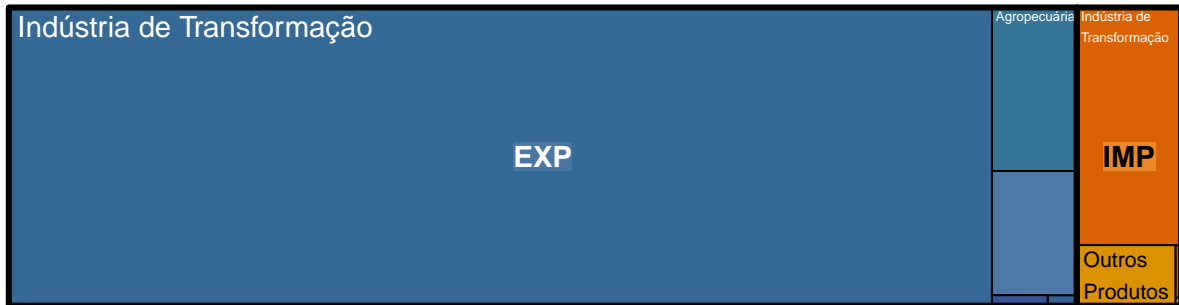 Indústria de Transformação
EXP
Agropecuária
Indústria de
Transformação
IMP
Outros
Produtos